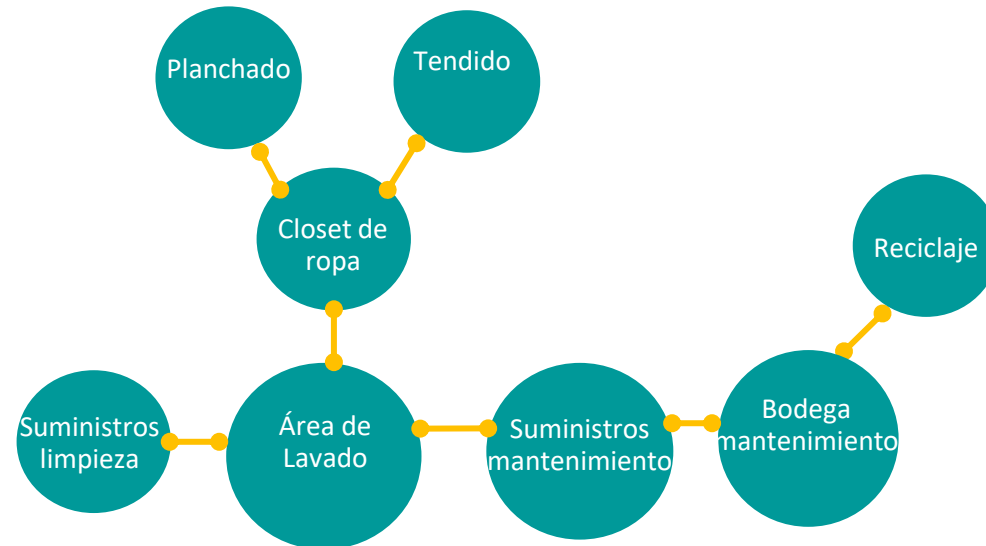 Planchado
Tendido
Closet de
ropa
Reciclaje
Suministros
limpieza
Área de
Lavado
Suministros
mantenimiento
Bodega
mantenimiento